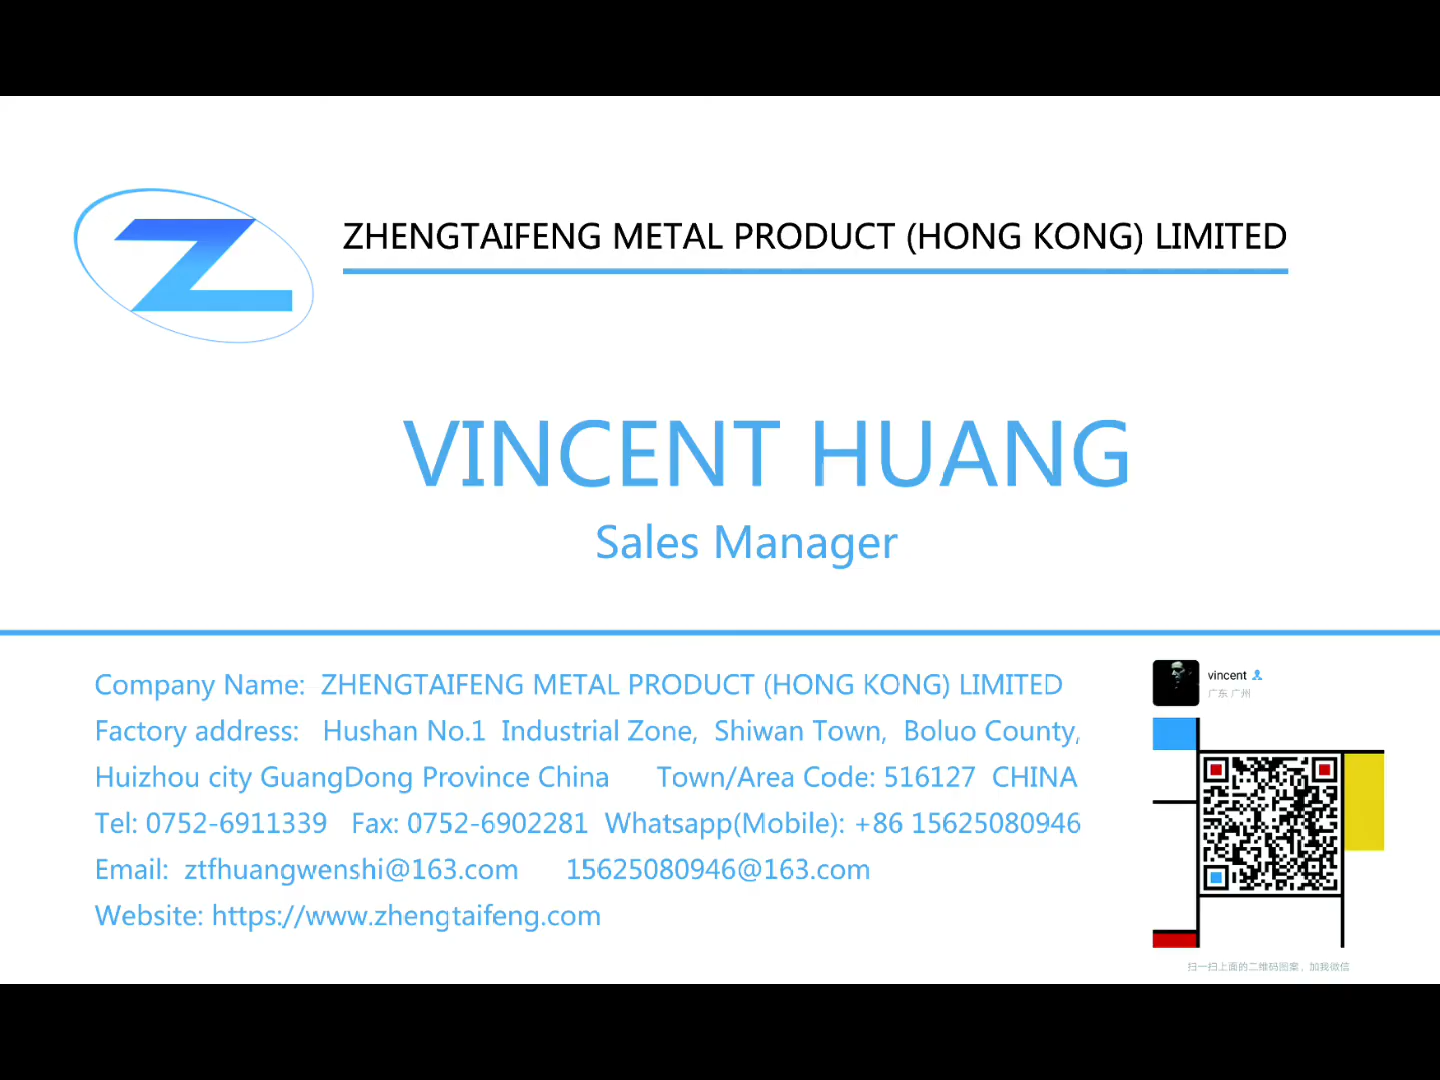 ZHENGTAIFENG METAL PRODUCT (HONG KONG) LIMITED
VINCENT HUANG
Sales Manager
Company Name: ZHENGTAIFENG METAL PRODUCT (HONG KONG) LIMITED
Factory address: Hushan No.1 Industrial Zone, Shiwan Town, Boluo County,
Huizhou city GuangDong Province China Town/Area Code: 516127 CHINA
Tel: 0752-6911339 Fax: 0752-6902281 Whatsapp(Mobile): +86 15625080946
Email: ztfhuangwenshi@163.com 15625080946@163.com
Website: https://www.zhengtaifeng.com
vincent
广东 广州
扫一扫上面的二维码图案，加我微信